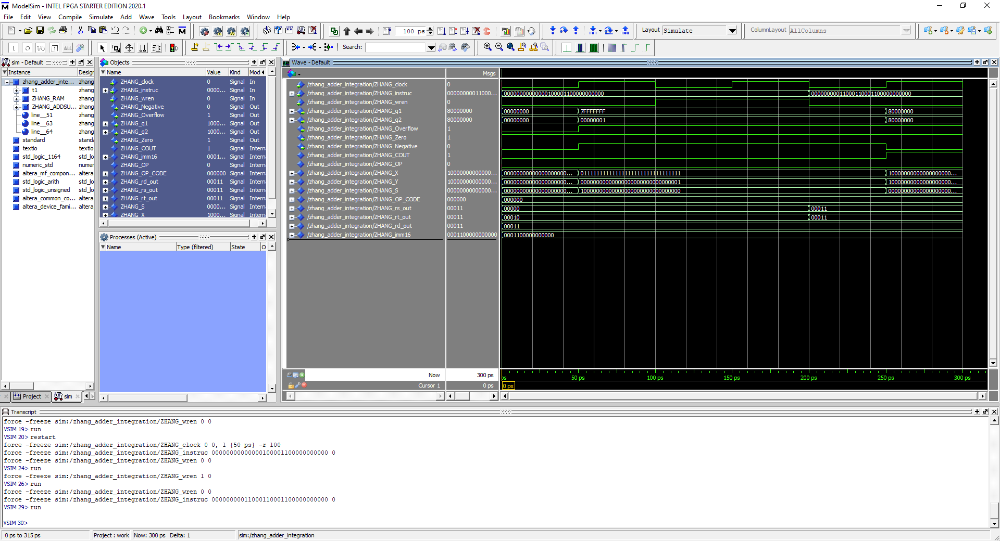 ModelSim - INTEL FPGA STARTER EDITION 2020.1
File Edit View Compile Simulate Add Wave Tools Layout Bookmarks Window Help
100 ps
Layout Simulate
ColumnLayout AllColumns
Search:
sim - Default
Instance Desig
zhang_adder_inte... zhang
t1 zhang
ZHANG_RAM zhang
ZHANG_ADDSU... zhang
line__51 zhang
line__63 zhang
line__64 zhang
standard stand
textio textio
std_logic_1164 std_lo
numeric_std numer
altera_mf_compon... altera
std_logic_arith std_lo
std_logic_unsigned std_lo
altera_common_co... altera
altera_device_fami... altera
Project sim
Objects
Name Value Kind Mod
ZHANG_clock 0 Signal In
ZHANG_instruc 0000... Signal In
ZHANG_wren 0 Signal In
ZHANG_Negative 0 Signal Out
ZHANG_Overflow 1 Signal Out
ZHANG_q1 1000... Signal Out
ZHANG_q2 1000... Signal Out
ZHANG_Zero 1 Signal Out
ZHANG_COUT 1 Signal Intern
ZHANG_imm16 0001... Signal Intern
ZHANG_OP 0 Signal Intern
ZHANG_OP_CODE 000000 Signal Intern
ZHANG_rd_out 00011 Signal Intern
ZHANG_rs_out 00011 Signal Intern
ZHANG_rt_out 00011 Signal Intern
ZHANG_S 0000... Signal Intern
ZHANG_X 1000... Signal Intern
Processes (Active)
Name Type (filtered) State O
Wave - Default
Msgs
/zhang_adder_integration/ZHANG_clock 0
/zhang_adder_integration/ZHANG_instruc 00000000011000... 00000000000000100001100000000000 00000000011000110001100000000000
/zhang_adder_integration/ZHANG_wren 0
/zhang_adder_integration/ZHANG_q1 80000000 00000000 7FFFFFFF 80000000
/zhang_adder_integration/ZHANG_q2 80000000 00000000 00000001 80000000
/zhang_adder_integration/ZHANG_Overflow 1
/zhang_adder_integration/ZHANG_Zero 1
/zhang_adder_integration/ZHANG_Negative 0
/zhang_adder_integration/ZHANG_COUT 1
/zhang_adder_integration/ZHANG_OP 0
/zhang_adder_integration/ZHANG_X 10000000000000... 0000000000000000000000... 01111111111111111111111111111111 1000000000000000000000...
/zhang_adder_integration/ZHANG_Y 10000000000000... 0000000000000000000000... 00000000000000000000000000000001 1000000000000000000000...
/zhang_adder_integration/ZHANG_S 00000000000000... 0000000000000000000000... 10000000000000000000000000000000 0000000000000000000000...
/zhang_adder_integration/ZHANG_OP_CODE 000000 000000
/zhang_adder_integration/ZHANG_rs_out 00011 00000 00011
/zhang_adder_integration/ZHANG_rt_out 00011 00010 00011
/zhang_adder_integration/ZHANG_rd_out 00011 00011
/zhang_adder_integration/ZHANG_imm16 0001100000000000 0001100000000000
Now 300 ps
ps 50 ps 100 ps 150 ps 200 ps 250 ps 300 ps
Cursor 1 0 ps 0 ps
Transcript
force -freeze sim:/zhang_adder_integration/ZHANG_wren 0 0
VSIM 19> run
VSIM 20> restart
force -freeze sim:/zhang_adder_integration/ZHANG_clock 0 0, 1 {50 ps} -r 100
force -freeze sim:/zhang_adder_integration/ZHANG_instruc 00000000000000100001100000000000 0
force -freeze sim:/zhang_adder_integration/ZHANG_wren 0 0
VSIM 24> run
force -freeze sim:/zhang_adder_integration/ZHANG_wren 1 0
VSIM 26> run
force -freeze sim:/zhang_adder_integration/ZHANG_wren 0 0
force -freeze sim:/zhang_adder_integration/ZHANG_instruc 00000000011000110001100000000000 0
VSIM 29> run
VSIM 30>
0 ps to 315 ps Project : work Now: 300 ps Delta: 1 sim:/zhang_adder_integration